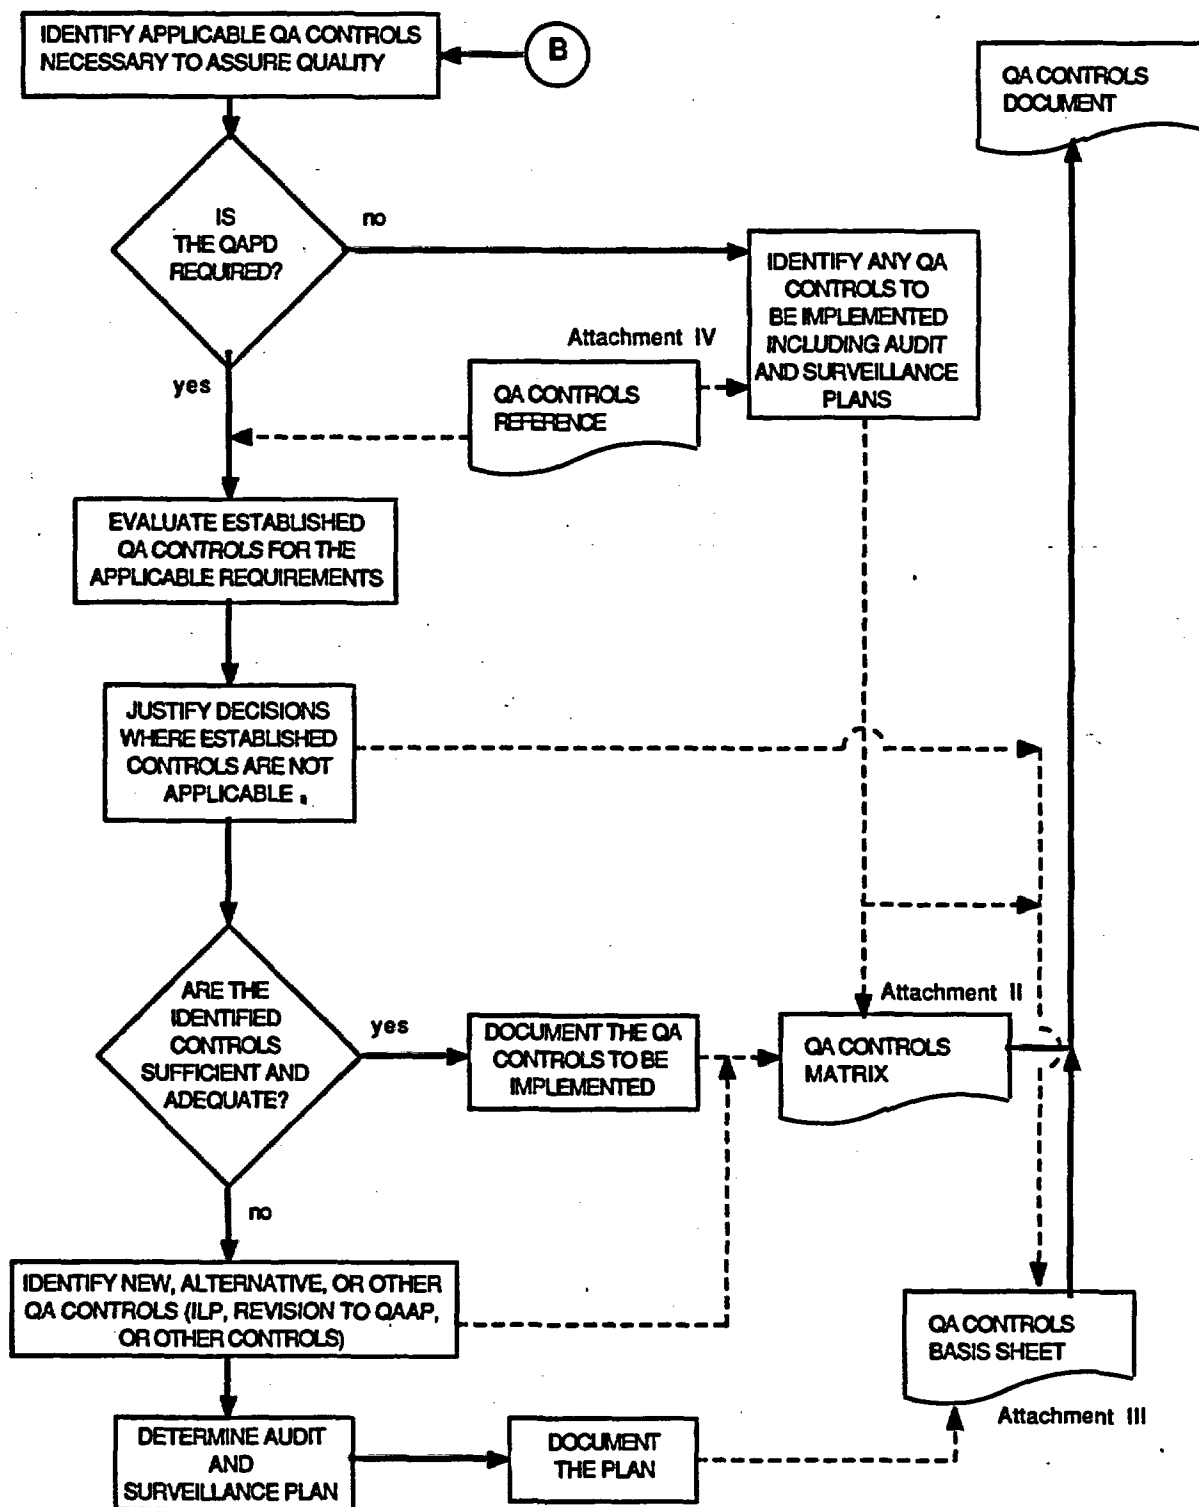 IDENTIFY APPLICABLE QA CONTROLS
NECESSARY TO ASSURE QUALITY
B
QA CONTROLS
DOCUMENT
IS
THE QAPD
REQUIRED?
no
yes
IDENTIFY ANY QA
CONTROLS TO
BE IMPLEMENTED
INCLUDING AUDIT
AND SURVEILLANCE
PLANS
Attachment IV
QA CONTROLS
REFERENCE
EVALUATE ESTABLISHED
QA CONTROLS FOR THE
APPLICABLE REQUIREMENTS
JUSTIFY DECISIONS
WHERE ESTABLISHED
CONTROLS ARE NOT
APPLICABLE
ARE THE
IDENTIFIED
CONTROLS
SUFFICIENT AND
ADEQUATE?
yes
no
DOCUMENT THE QA
CONTROLS TO BE
IMPLEMENTED
Attachment II
QA CONTROLS
MATRIX
IDENTIFY NEW, ALTERNATIVE, OR OTHER
QA CONTROLS (ILP, REVISION TO QAAP,
OR OTHER CONTROLS)
QA CONTROLS
BASIS SHEET
Attachment III
DETERMINE AUDIT
AND
SURVEILLANCE PLAN
DOCUMENT
THE PLAN